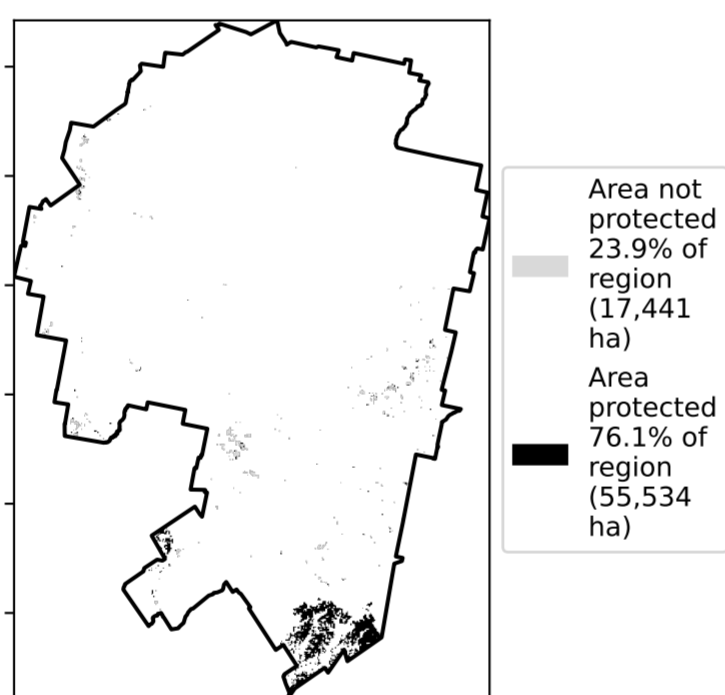 Area not
protected
23.9% of
region
(17,441
ha)
Area
protected
76.1% of
region
(55,534
ha)